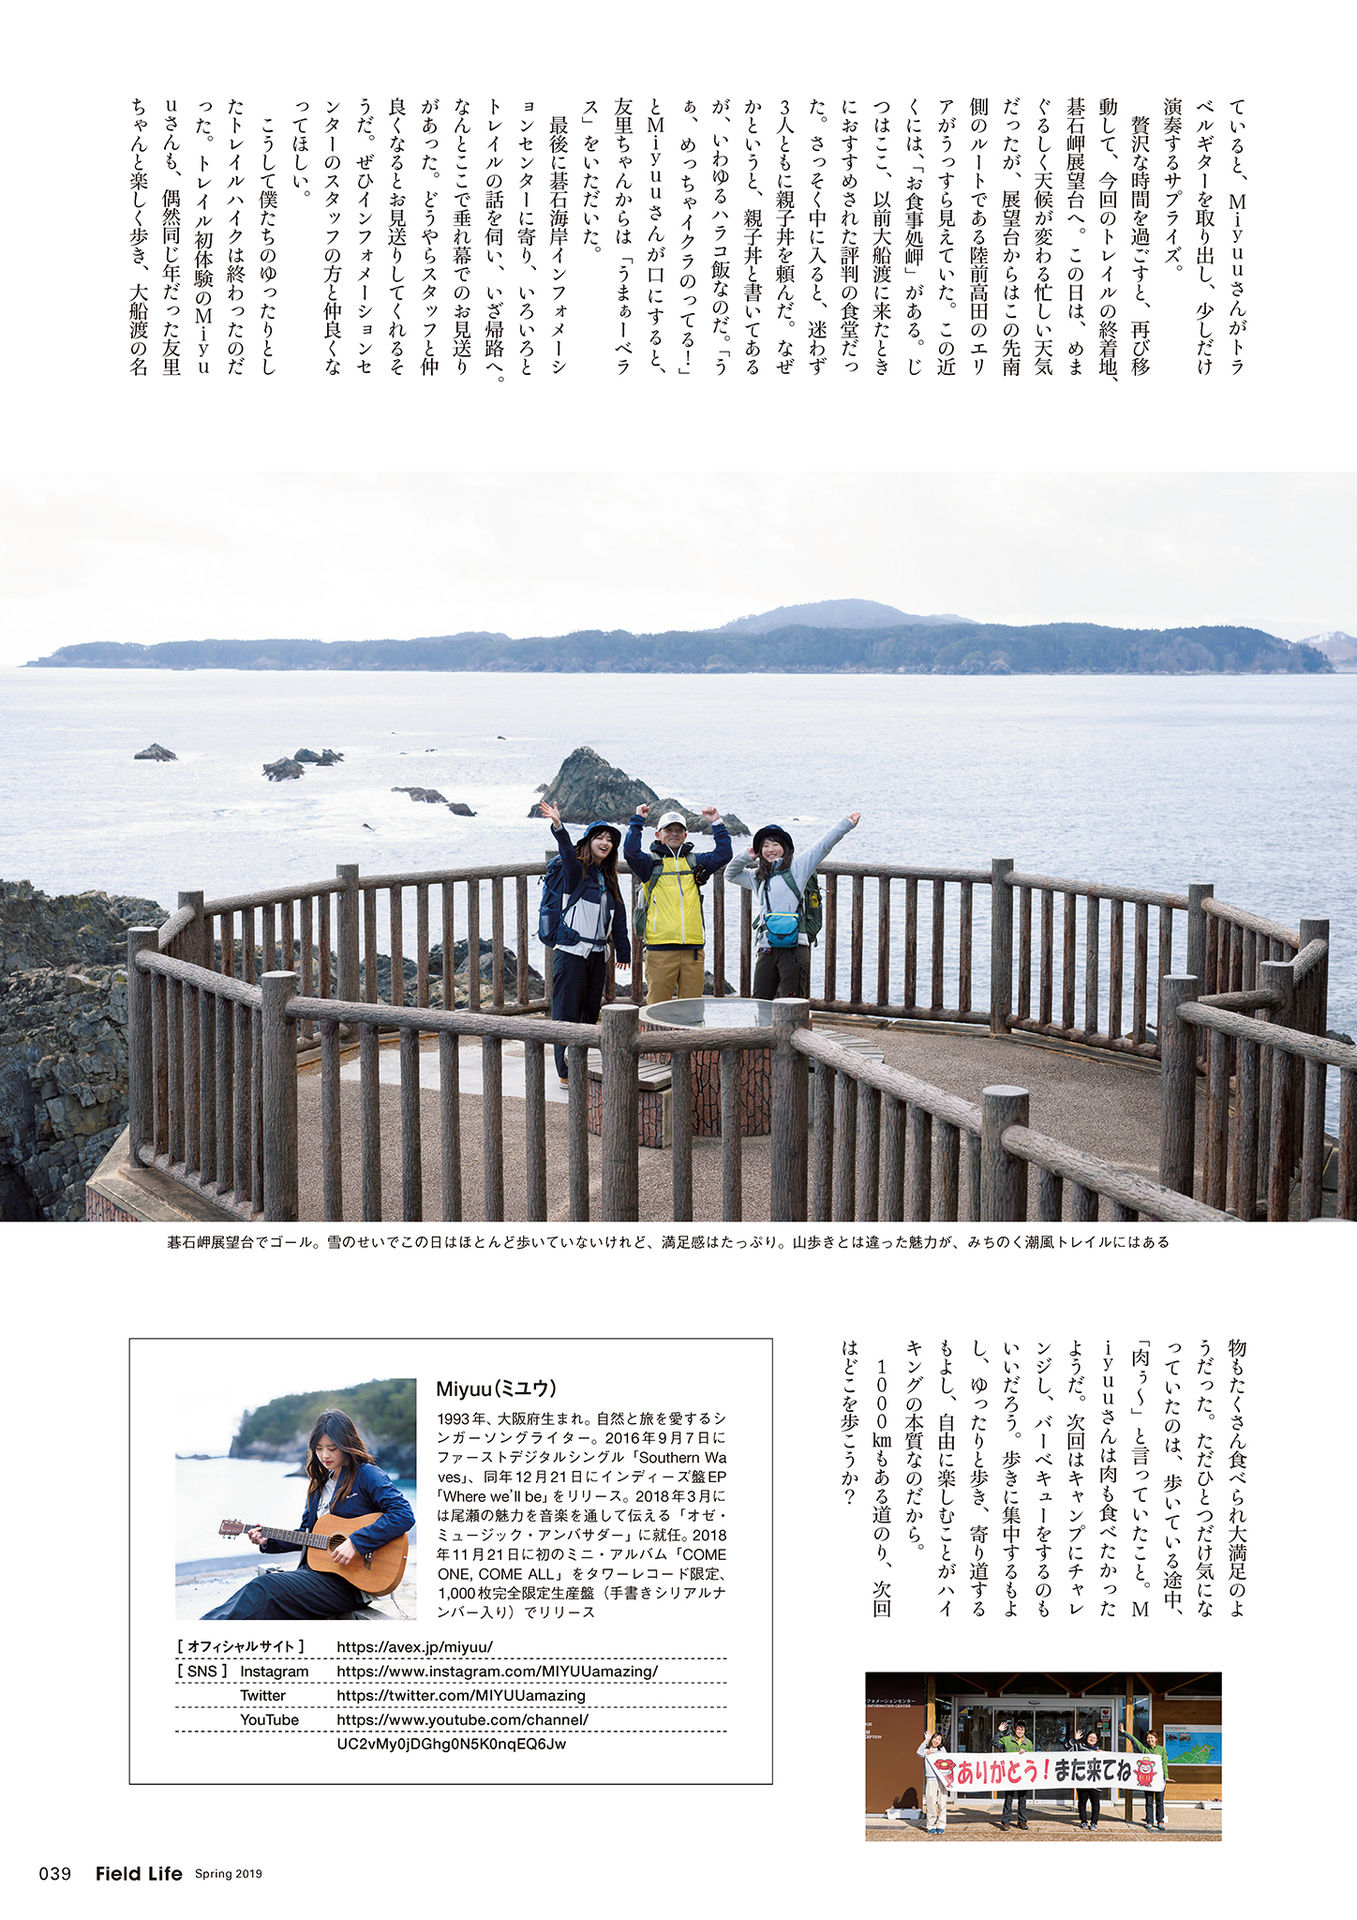 ていると、Miyuuさんがトラ
ベルギターを取り出し、少しだけ
演奏するサプライズ。
贅沢な時間を過ごすと、再び移
動して、今回のトレイルの終着地、
碁石岬展望台へ。この日は、めま
ぐるしく天候が変わる忙しい天気
だったが、展望台からはこの先南
側のルートである陸前高田のエリ
アがうっすら見えていた。この近
くには、「お食事処岬」がある。じ
つはここ、以前大船渡に来たとき
におすすめされた評判の食堂だっ
た。さっそく中に入ると、迷わず
3人ともに親子丼を頼んだ。なぜ
かというと、親子丼と書いてある
が、いわゆるハラコ飯なのだ。「う
ぁ、めっちゃイクラのってる！」
とMiyuuさんが口にすると、
友里ちゃんからは「うまぁーベラ
ス」をいただいた。
最後に碁石海岸インフォメーシ
ョンセンターに寄り、いろいろと
トレイルの話を伺い、いざ帰路へ。
なんとここで垂れ幕でのお見送り
があった。どうやらスタッフと仲
良くなるとお見送りしてくれるそ
うだ。ぜひインフォメーションセ
ンターのスタッフの方と仲良くな
ってほしい。
こうして僕たちのゆったりとし
たトレイルハイクは終わったのだ
った。トレイル初体験のMiyu
uさんも、偶然同じ年だった友里
ちゃんと楽しく歩き、大船渡の名
碁石岬展望台でゴール。雪のせいでこの日はほとんど歩いていないけれど、満足感はたっぷり。山歩きとは違った魅力が、みちのく潮風トレイルにはある
物もたくさん食べられ大満足のよ
うだった。ただひとつだけ気にな
っていたのは、歩いている途中、
「肉ぅ〜」と言っていたこと。M
iyuuさんは肉も食べたかった
ようだ。次回はキャンプにチャレ
ンジし、バーベキューをするのも
いいだろう。歩きに集中するもよ
し、ゆったりと歩き、寄り道する
もよし、自由に楽しむことがハイ
キングの本質なのだから。
1000㎞もある道のり、次回
はどこを歩こうか？
Miyuu（ミユウ）
1993年、大阪府生まれ。自然と旅を愛するシ
ンガーソングライター。2016年9月7日に
ファーストデジタルシングル「Southern Wa
ves」、同年12月21日にインディーズ盤EP
「Where we'll be」をリリース。2018年3月に
は尾瀬の魅力を音楽を通して伝える「オゼ・
ミュージック・アンバサダー」に就任。2018
年11月21日に初のミニ・アルバム「COME
ONE, COME ALL」をタワーレコード限定、
1,000枚完全限定生産盤（手書きシリアルナ
ンバー入り）でリリース
［オフィシャルサイト］ https://avex.jp/miyuu/
［SNS］ Instagram https://www.instagram.com/MIYUUamazing/
Twitter https://twitter.com/MIYUUamazing
YouTube https://www.youtube.com/channel/
UC2vMy0jDGhg0N5K0nqEQ6Jw
ありがとう！また来てね
039 Field Life Spring 2019